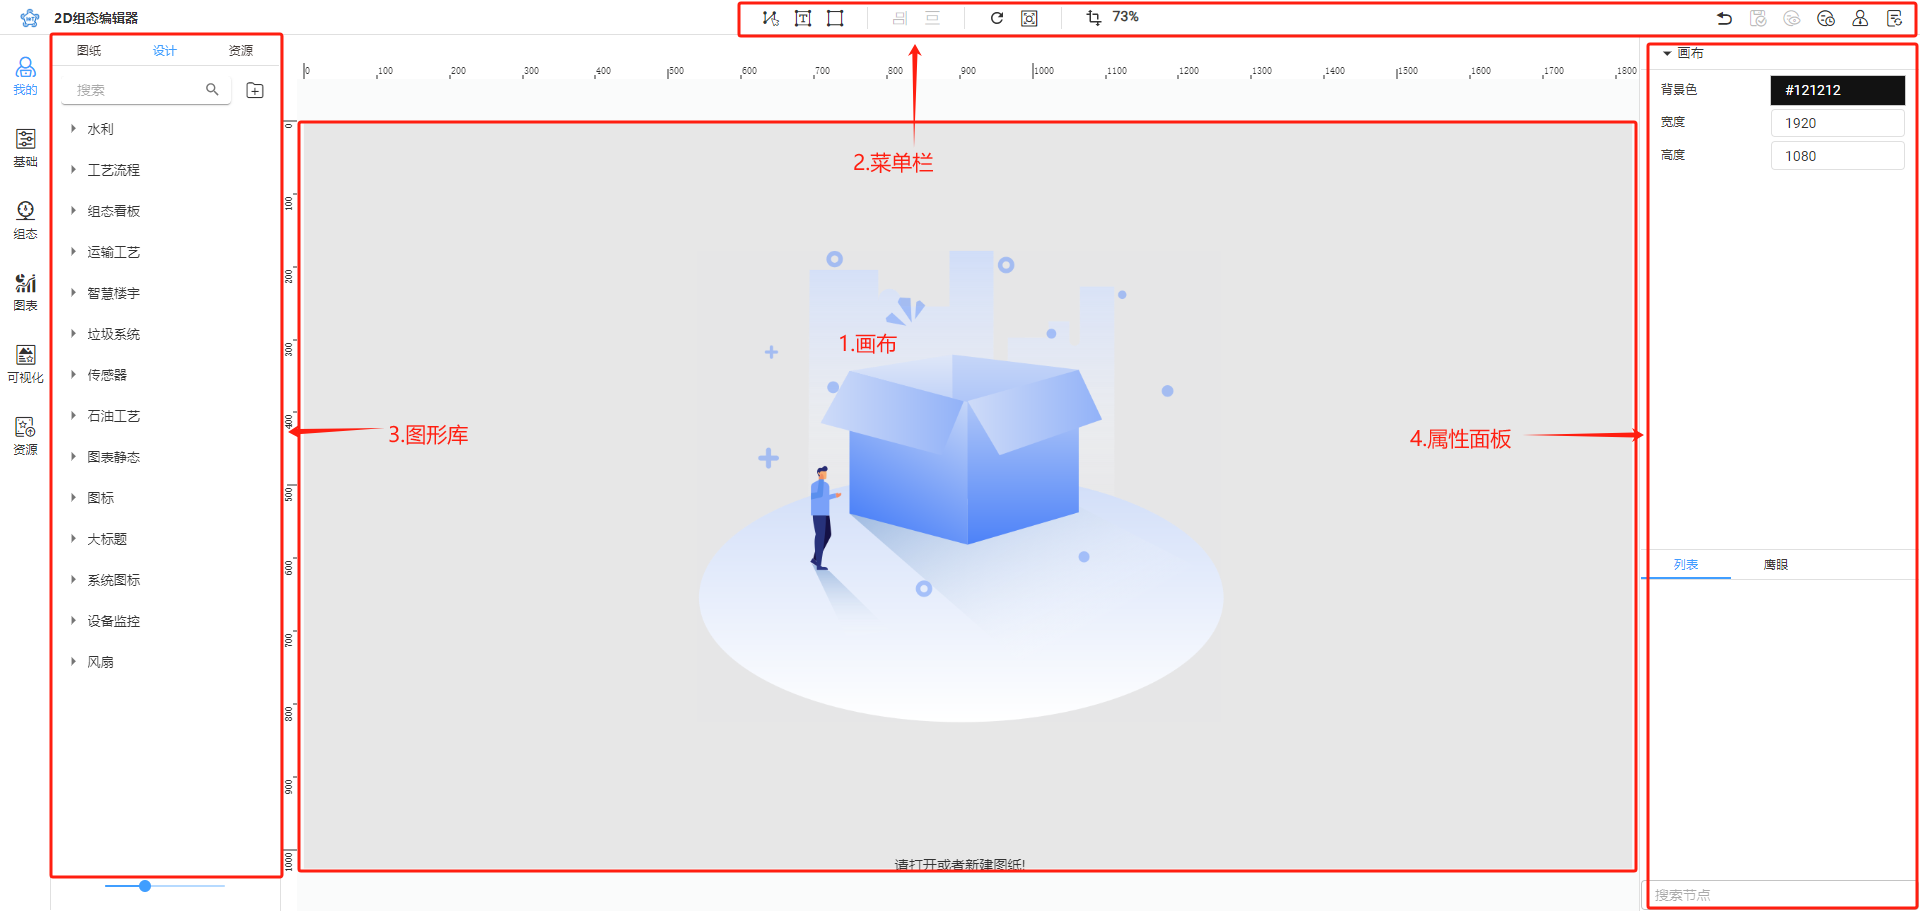 2D组态编辑器
73%
我的
基础
组态
图表
可视化
资源
图纸 设计 资源
搜索
水利
工艺流程
组态看板
运输工艺
智慧楼宇
垃圾系统
传感器
石油工艺
图表静态
图标
大标题
系统图标
设备监控
风扇
0 100 200 300 400 500 600 700 800 900 1000 1100 1200 1300 1400 1500 1600 1700 1800
0
100
200
300
400
500
600
700
800
900
1000
2.菜单栏
1.画布
3.图形库
4.属性面板
请打开或者新建图纸!
画布
背景色 #121212
宽度 1920
高度 1080
列表 鹰眼
搜索节点